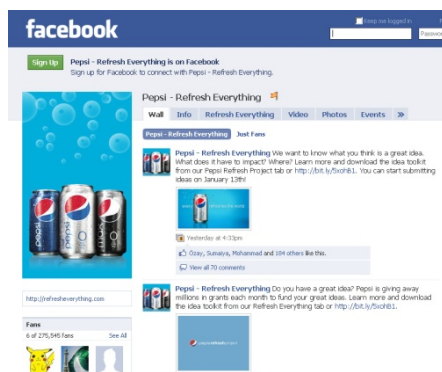 facebook
Keep me logged in
Password
Sign Up
Pepsi - Refresh Everything is on Facebook
Sign up for Facebook to connect with Pepsi - Refresh Everything.
Pepsi - Refresh Everything
Wall Info Refresh Everything Video Photos Events »
Pepsi - Refresh Everything Just Fans
Pepsi - Refresh Everything We want to know what you think is a great idea.
What does it have to impact? Where? Learn more and download the idea toolkit
from our Pepsi Refresh Project tab or http://bit.ly/5xohB1. You can start submitting
ideas on January 13th!
Yesterday at 4:33pm
Özay, Sumaiya, Mohammad and 184 others like this.
View all 70 comments
pepsi
pepsi
pepsi
http://refresheverything.com
Fans
6 of 275,545 fans See All
Pepsi - Refresh Everything Do you have a great idea? Pepsi is giving away
millions in grants each month to fund your great ideas. Learn more and download
the idea toolkit from our Refresh Everything tab or http://bit.ly/5xohB1.